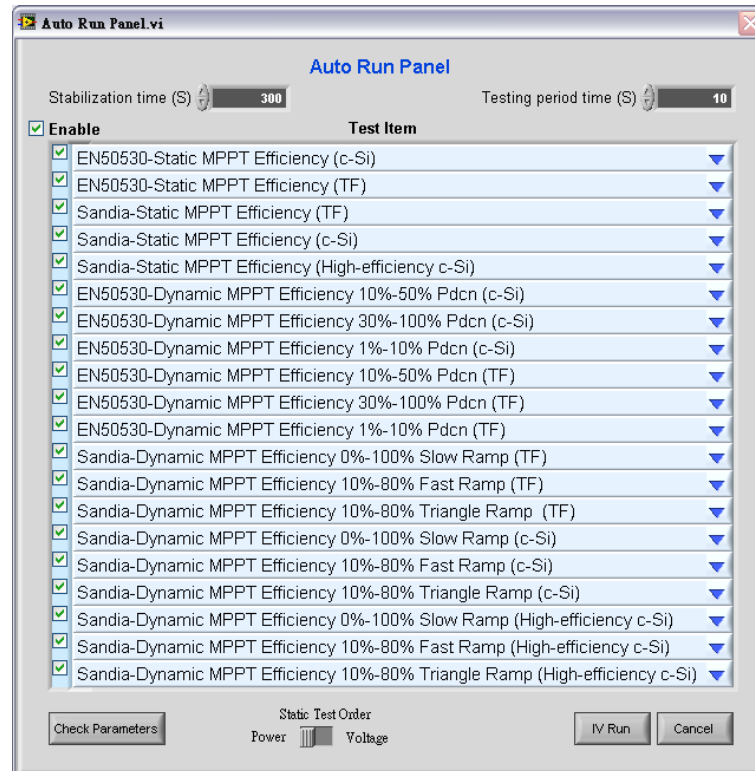 Auto Run Panel.vi
Auto Run Panel
Stabilization time (S) 300 Testing period time (S) 10
Enable Test Item
EN50530-Static MPPT Efficiency (c-Si)
EN50530-Static MPPT Efficiency (TF)
Sandia-Static MPPT Efficiency (TF)
Sandia-Static MPPT Efficiency (c-Si)
Sandia-Static MPPT Efficiency (High-efficiency c-Si)
EN50530-Dynamic MPPT Efficiency 10%-50% Pdcn (c-Si)
EN50530-Dynamic MPPT Efficiency 30%-100% Pdcn (c-Si)
EN50530-Dynamic MPPT Efficiency 1%-10% Pdcn (c-Si)
EN50530-Dynamic MPPT Efficiency 10%-50% Pdcn (TF)
EN50530-Dynamic MPPT Efficiency 30%-100% Pdcn (TF)
EN50530-Dynamic MPPT Efficiency 1%-10% Pdcn (TF)
Sandia-Dynamic MPPT Efficiency 0%-100% Slow Ramp (TF)
Sandia-Dynamic MPPT Efficiency 10%-80% Fast Ramp (TF)
Sandia-Dynamic MPPT Efficiency 10%-80% Triangle Ramp (TF)
Sandia-Dynamic MPPT Efficiency 0%-100% Slow Ramp (c-Si)
Sandia-Dynamic MPPT Efficiency 10%-80% Fast Ramp (c-Si)
Sandia-Dynamic MPPT Efficiency 10%-80% Triangle Ramp (c-Si)
Sandia-Dynamic MPPT Efficiency 0%-100% Slow Ramp (High-efficiency c-Si)
Sandia-Dynamic MPPT Efficiency 10%-80% Fast Ramp (High-efficiency c-Si)
Sandia-Dynamic MPPT Efficiency 10%-80% Triangle Ramp (High-efficiency c-Si)
Static Test Order
Check Parameters Power Voltage IV Run Cancel